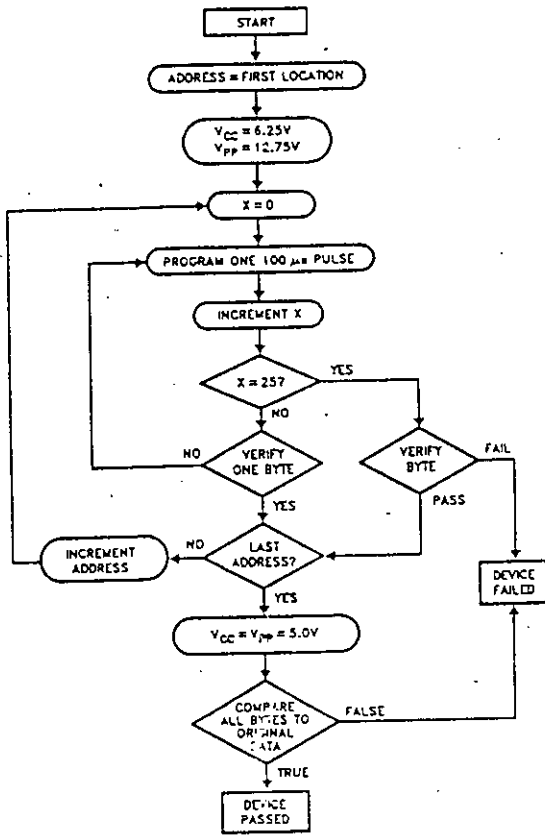 START
ADDRESS = FIRST LOCATION
VCC = 6.25V
VPP = 12.75V
X = 0
PROGRAM ONE 100 µs PULSE
INCREMENT X
X = 25?
YES
NO
NO
VERIFY
ONE BYTE
VERIFY
BYTE
FAIL
YES
PASS
INCREMENT
ADDRESS
NO
LAST
ADDRESS?
DEVICE
FAILED
YES
VCC = VPP = 5.0V
COMPARE
ALL BYTES TO
ORIGINAL
DATA
FALSE
TRUE
DEVICE
PASSED